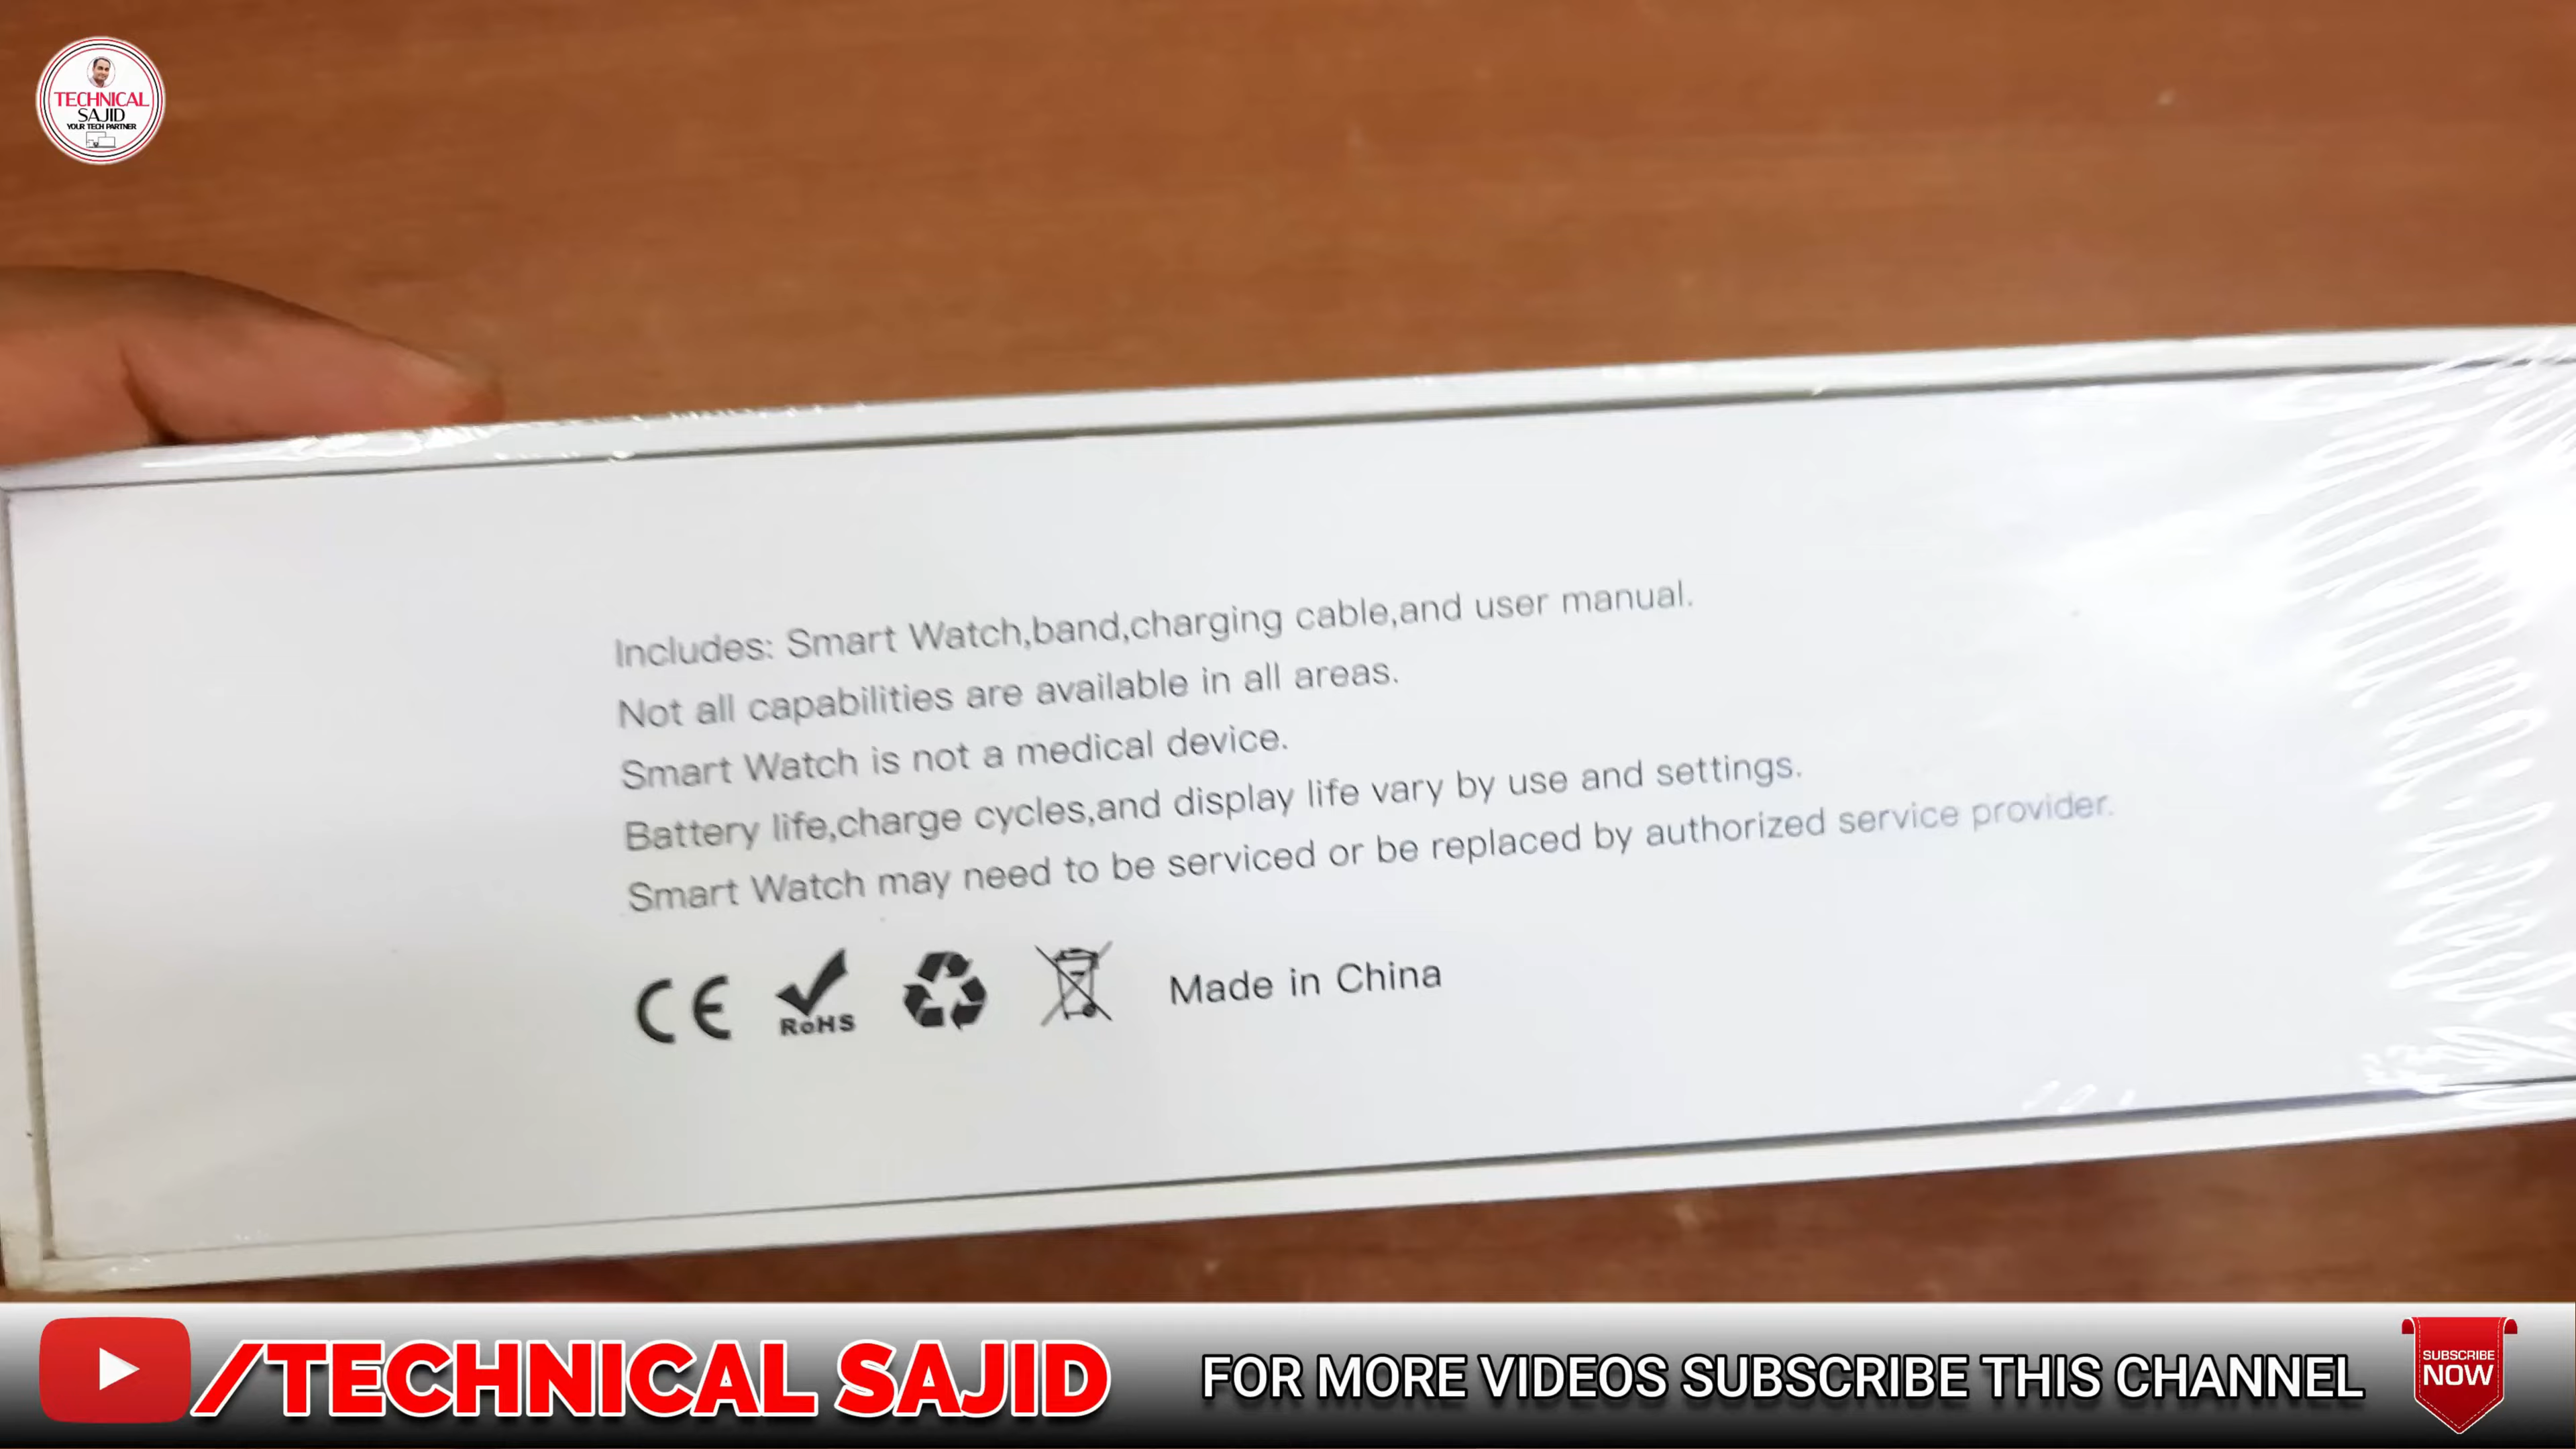 TECHNICAL
SAJID
YOUR TECH PARTNER
Includes: Smart Watch,band,charging cable,and user manual.
Not all capabilities are available in all areas.
Smart Watch is not a medical device.
Battery life,charge cycles,and display life vary by use and settings.
Smart Watch may need to be serviced or be replaced by authorized service provider.
CE RoHS Made in China
/TECHNICAL SAJID
FOR MORE VIDEOS SUBSCRIBE THIS CHANNEL
SUBSCRIBE
NOW